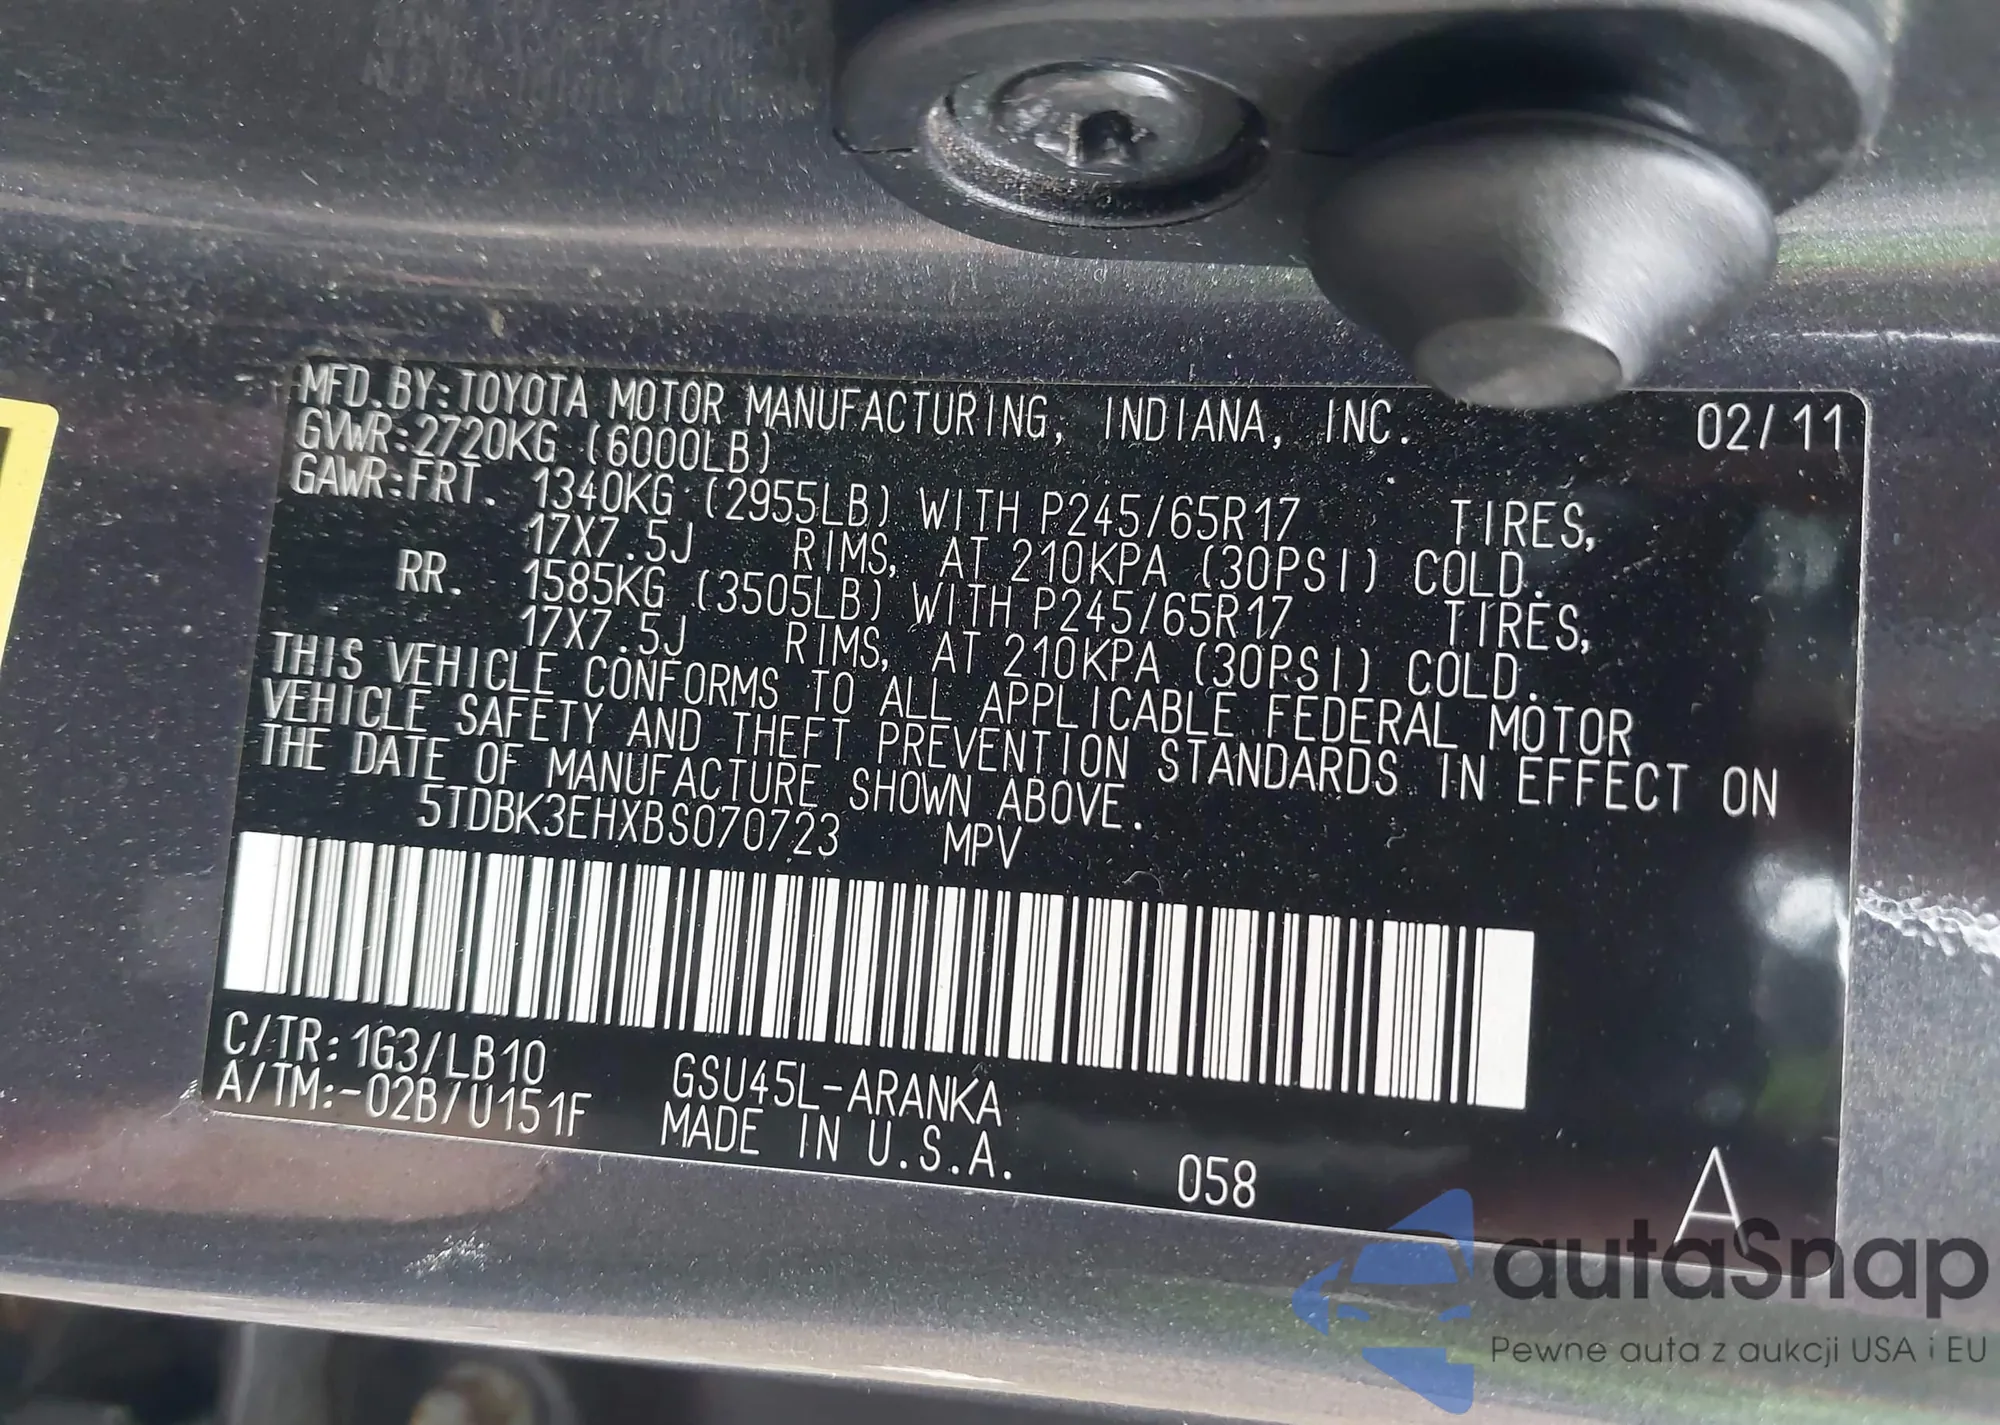 MFD.BY:TOYOTA MOTOR MANUFACTURING, INDIANA, INC. 02/11
GVWR:2720KG (6000LB)
GAWR:FRT. 1340KG (2955LB) WITH P245/65R17 TIRES,
17X7.5J RIMS, AT 210KPA (30PSI) COLD.
RR. 1585KG (3505LB) WITH P245/65R17 TIRES,
17X7.5J RIMS, AT 210KPA (30PSI) COLD.
THIS VEHICLE CONFORMS TO ALL APPLICABLE FEDERAL MOTOR
VEHICLE SAFETY AND THEFT PREVENTION STANDARDS IN EFFECT ON
THE DATE OF MANUFACTURE SHOWN ABOVE.
5TDBK3EHXBS070723 MPV
C/TR:1G3/LB10 GSU45L-ARANKA
A/TM:-02B/U151F MADE IN U.S.A. 058 A
autaSnap
Pewne auta z aukcji USA i EU